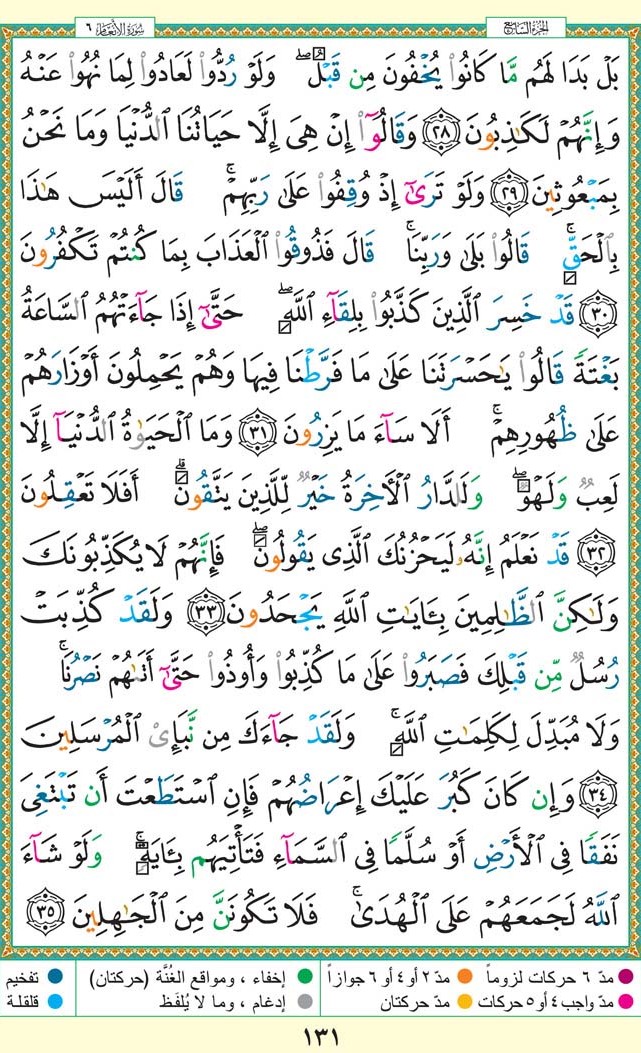 سورة الأنعام ٦
الجزء السابع
بَلْ بَدَا لَهُم مَّا كَانُوا۟ يُخْفُونَ مِن قَبْلُ ۖ وَلَوْ رُدُّوا۟ لَعَادُوا۟ لِمَا نُهُوا۟ عَنْهُ
وَإِنَّهُمْ لَكَـٰذِبُونَ ٢٨ وَقَالُوٓا۟ إِنْ هِىَ إِلَّا حَيَاتُنَا ٱلدُّنْيَا وَمَا نَحْنُ
بِمَبْعُوثِينَ ٢٩ وَلَوْ تَرَىٰٓ إِذْ وُقِفُوا۟ عَلَىٰ رَبِّهِمْ ۚ قَالَ أَلَيْسَ هَـٰذَا
بِٱلْحَقِّ ۚ قَالُوا۟ بَلَىٰ وَرَبِّنَا ۚ قَالَ فَذُوقُوا۟ ٱلْعَذَابَ بِمَا كُنتُمْ تَكْفُرُونَ
٣٠ قَدْ خَسِرَ ٱلَّذِينَ كَذَّبُوا۟ بِلِقَآءِ ٱللَّهِ ۖ حَتَّىٰٓ إِذَا جَآءَتْهُمُ ٱلسَّاعَةُ
بَغْتَةً قَالُوا۟ يَـٰحَسْرَتَنَا عَلَىٰ مَا فَرَّطْنَا فِيهَا وَهُمْ يَحْمِلُونَ أَوْزَارَهُمْ
عَلَىٰ ظُهُورِهِمْ ۚ أَلَا سَآءَ مَا يَزِرُونَ ٣١ وَمَا ٱلْحَيَوٰةُ ٱلدُّنْيَآ إِلَّا
لَعِبٌ وَلَهْوٌ ۖ وَلَلدَّارُ ٱلْـَٔاخِرَةُ خَيْرٌ لِّلَّذِينَ يَتَّقُونَ ۗ أَفَلَا تَعْقِلُونَ
٣٢ قَدْ نَعْلَمُ إِنَّهُۥ لَيَحْزُنُكَ ٱلَّذِى يَقُولُونَ ۖ فَإِنَّهُمْ لَا يُكَذِّبُونَكَ
وَلَـٰكِنَّ ٱلظَّـٰلِمِينَ بِـَٔايَـٰتِ ٱللَّهِ يَجْحَدُونَ ٣٣ وَلَقَدْ كُذِّبَتْ
رُسُلٌ مِّن قَبْلِكَ فَصَبَرُوا۟ عَلَىٰ مَا كُذِّبُوا۟ وَأُوذُوا۟ حَتَّىٰٓ أَتَىٰهُمْ نَصْرُنَا ۚ
وَلَا مُبَدِّلَ لِكَلِمَـٰتِ ٱللَّهِ ۚ وَلَقَدْ جَآءَكَ مِن نَّبَإِى۟ ٱلْمُرْسَلِينَ
٣٤ وَإِن كَانَ كَبُرَ عَلَيْكَ إِعْرَاضُهُمْ فَإِنِ ٱسْتَطَعْتَ أَن تَبْتَغِىَ
نَفَقًا فِى ٱلْأَرْضِ أَوْ سُلَّمًا فِى ٱلسَّمَآءِ فَتَأْتِيَهُم بِـَٔايَةٍ ۚ وَلَوْ شَآءَ
ٱللَّهُ لَجَمَعَهُمْ عَلَى ٱلْهُدَىٰ ۚ فَلَا تَكُونَنَّ مِنَ ٱلْجَـٰهِلِينَ ٣٥
مدّ ٦ حركات لزوماً مدّ ٢ أو ٤ أو ٦ جوازاً إخفاء ، ومواقع الغُنَّة (حركتان) تفخيم
مدّ واجب ٤ أو ٥ حركات مدّ حركتان إدغام ، وما لا يُلفَظ قلقلة
١٣١